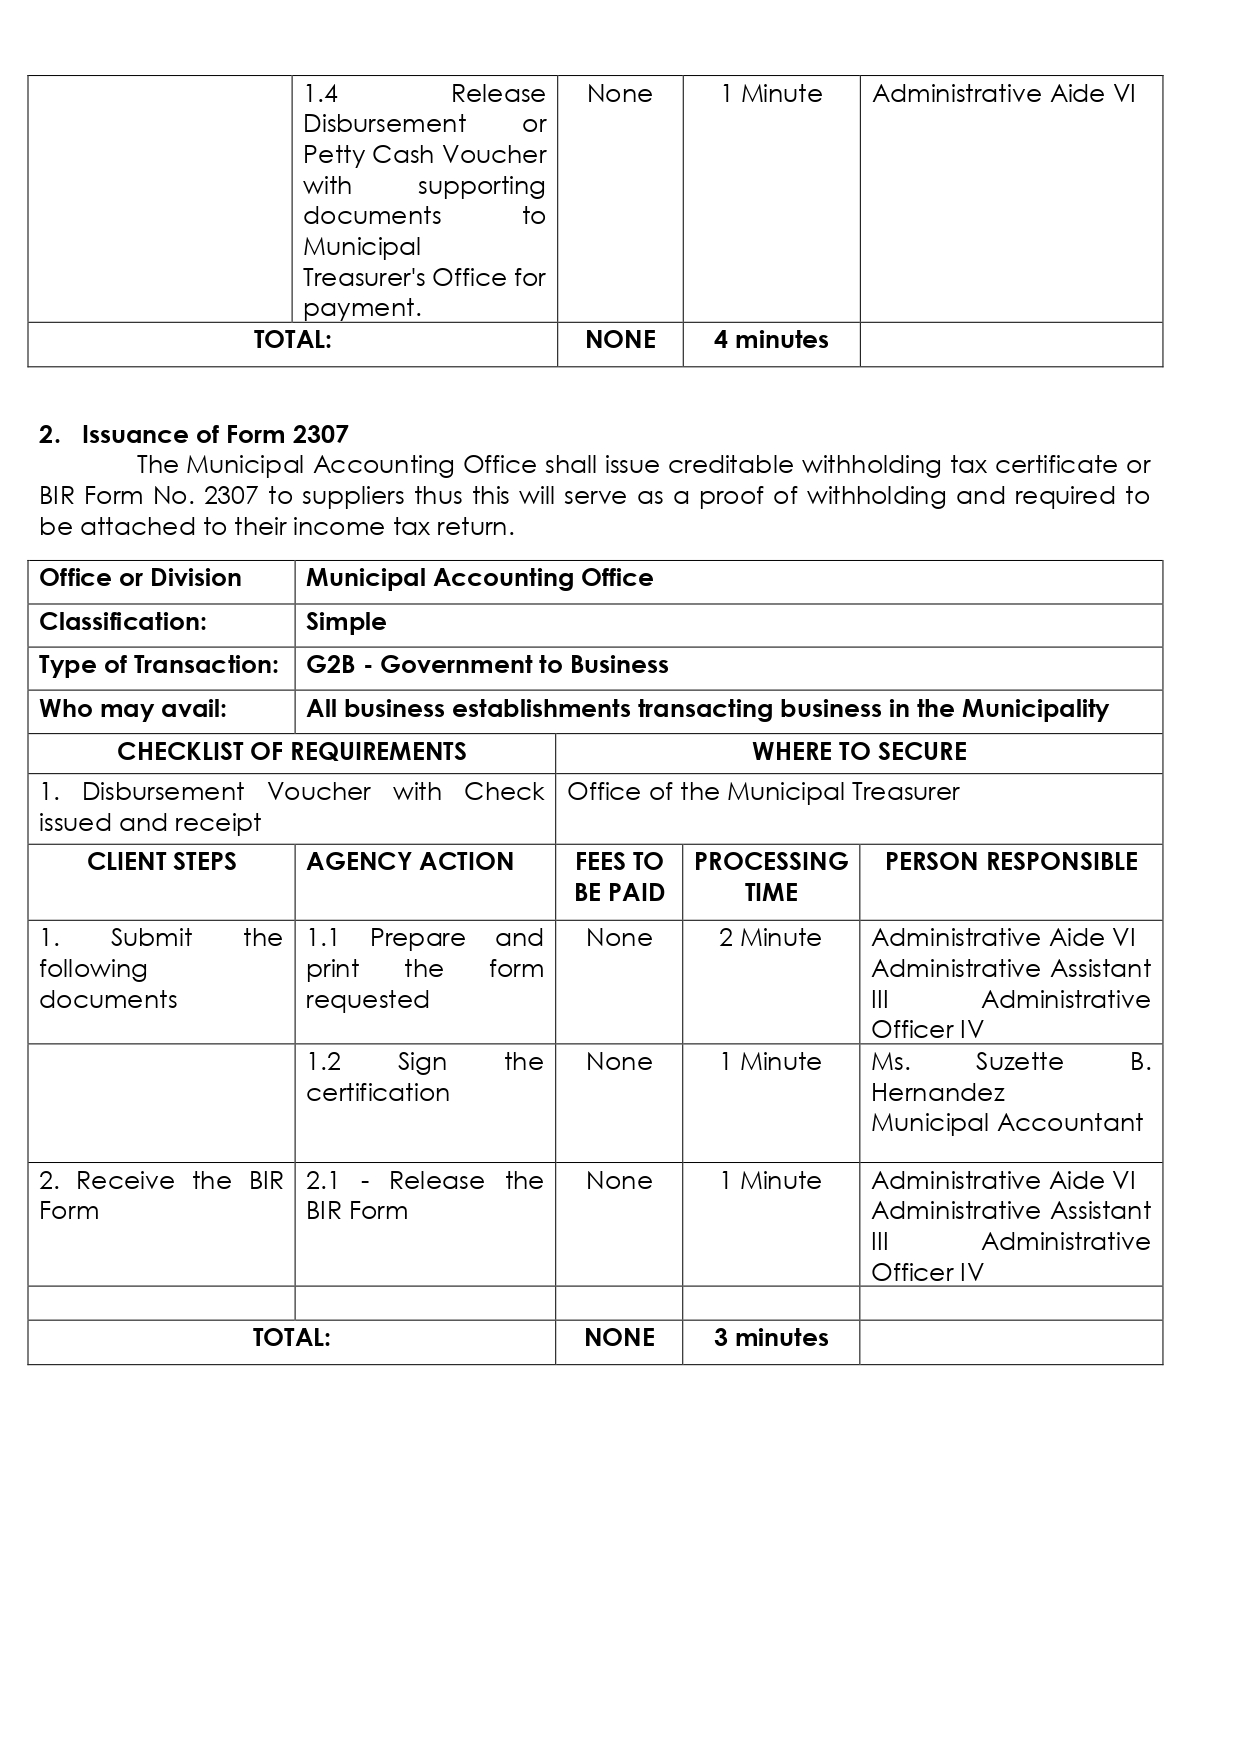 1.4 Release
Disbursement or
Petty Cash Voucher
with supporting
documents to
Municipal
Treasurer's Office for
payment.
None
1 Minute
Administrative Aide VI
TOTAL:
NONE
4 minutes
2. Issuance of Form 2307
The Municipal Accounting Office shall issue creditable withholding tax certificate or
BIR Form No. 2307 to suppliers thus this will serve as a proof of withholding and required to
be attached to their income tax return.
Office or Division
Municipal Accounting Office
Classification:
Simple
Type of Transaction:
G2B - Government to Business
Who may avail:
All business establishments transacting business in the Municipality
CHECKLIST OF REQUIREMENTS
WHERE TO SECURE
1. Disbursement Voucher with Check
issued and receipt
Office of the Municipal Treasurer
CLIENT STEPS
AGENCY ACTION
FEES TO
BE PAID
PROCESSING
TIME
PERSON RESPONSIBLE
1. Submit the
following
documents
1.1 Prepare and
print the form
requested
None
2 Minute
Administrative Aide VI
Administrative Assistant
III Administrative
Officer IV
1.2 Sign the
certification
None
1 Minute
Ms. Suzette B.
Hernandez
Municipal Accountant
2. Receive the BIR
Form
2.1 - Release the
BIR Form
None
1 Minute
Administrative Aide VI
Administrative Assistant
III Administrative
Officer IV
TOTAL:
NONE
3 minutes